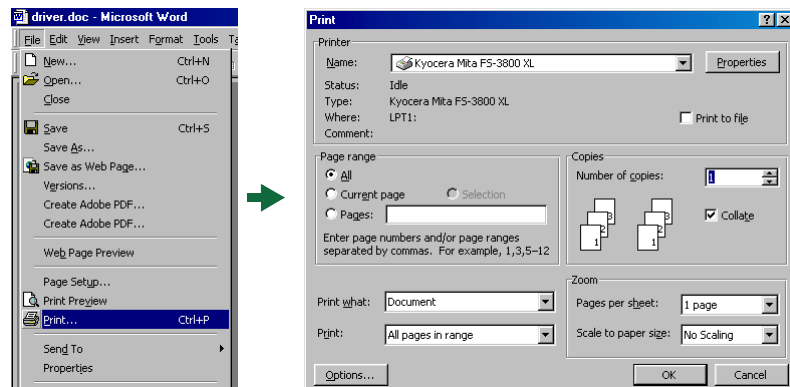 driver.doc - Microsoft Word
File Edit View Insert Format Tools
New... Ctrl+N
Open... Ctrl+O
Close
Save Ctrl+S
Save As...
Save as Web Page...
Versions...
Create Adobe PDF...
Create Adobe PDF...
Web Page Preview
Page Setup...
Print Preview
Print... Ctrl+P
Send To
Properties
Print
Printer
Name: Kyocera Mita FS-3800 XL Properties
Status: Idle
Type: Kyocera Mita FS-3800 XL
Where: LPT1: Print to file
Comment:
Page range
All
Current page Selection
Pages:
Enter page numbers and/or page ranges
separated by commas. For example, 1,3,5–12
Copies
Number of copies: 1
3 3
2 2
1 1
Collate
Print what: Document
Print: All pages in range
Zoom
Pages per sheet: 1 page
Scale to paper size: No Scaling
Options... OK Cancel